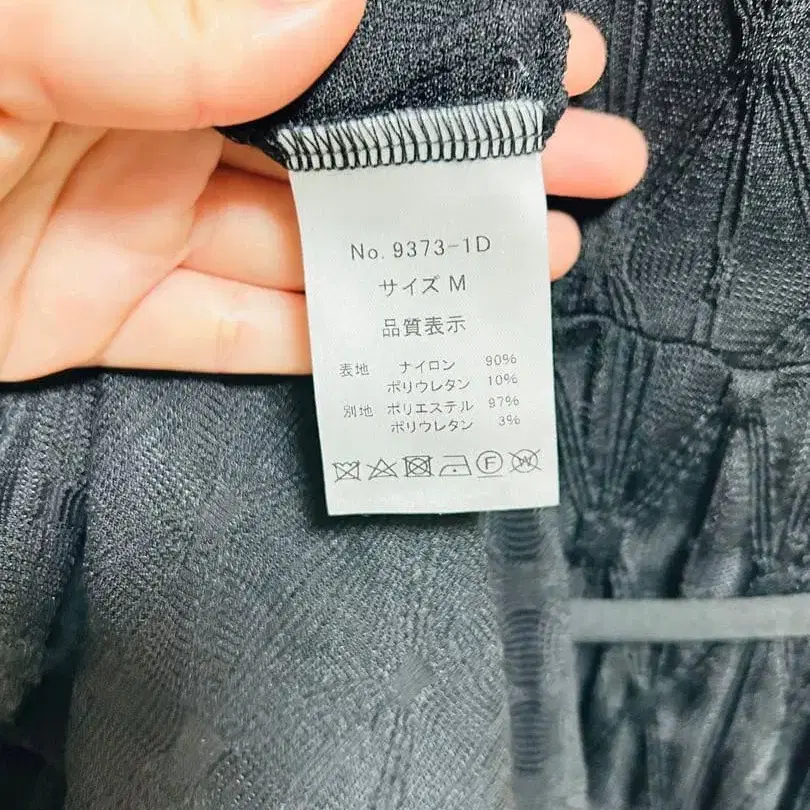 No. 9373-1D
サイズ M
品質表示
表地 ナイロン 90%
ポリウレタン 10%
別地 ポリエステル 97%
ポリウレタン 3%
F W